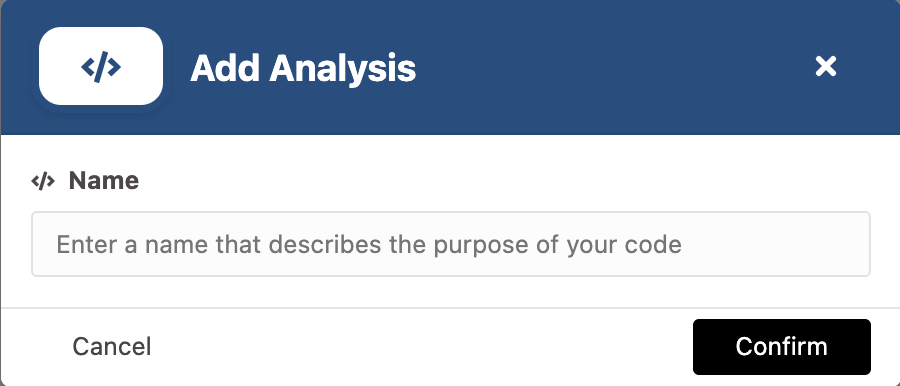 </> Add Analysis ×
</> Name
Enter a name that describes the purpose of your code
Cancel Confirm